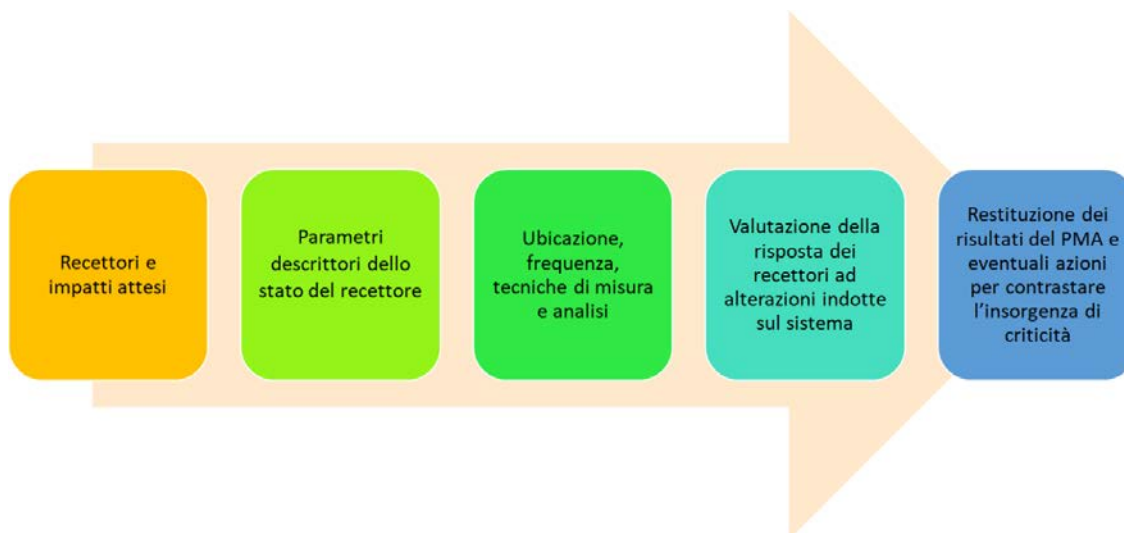 Recettori e
impatti attesi
Parametri
descrittori dello
stato del recettore
Ubicazione,
frequenza,
tecniche di misura
e analisi
Valutazione della
risposta dei
recettori ad
alterazioni indotte
sul sistema
Restituzione dei
risultati del PMA e
eventuali azioni
per contrastare
l'insorgenza di
criticità